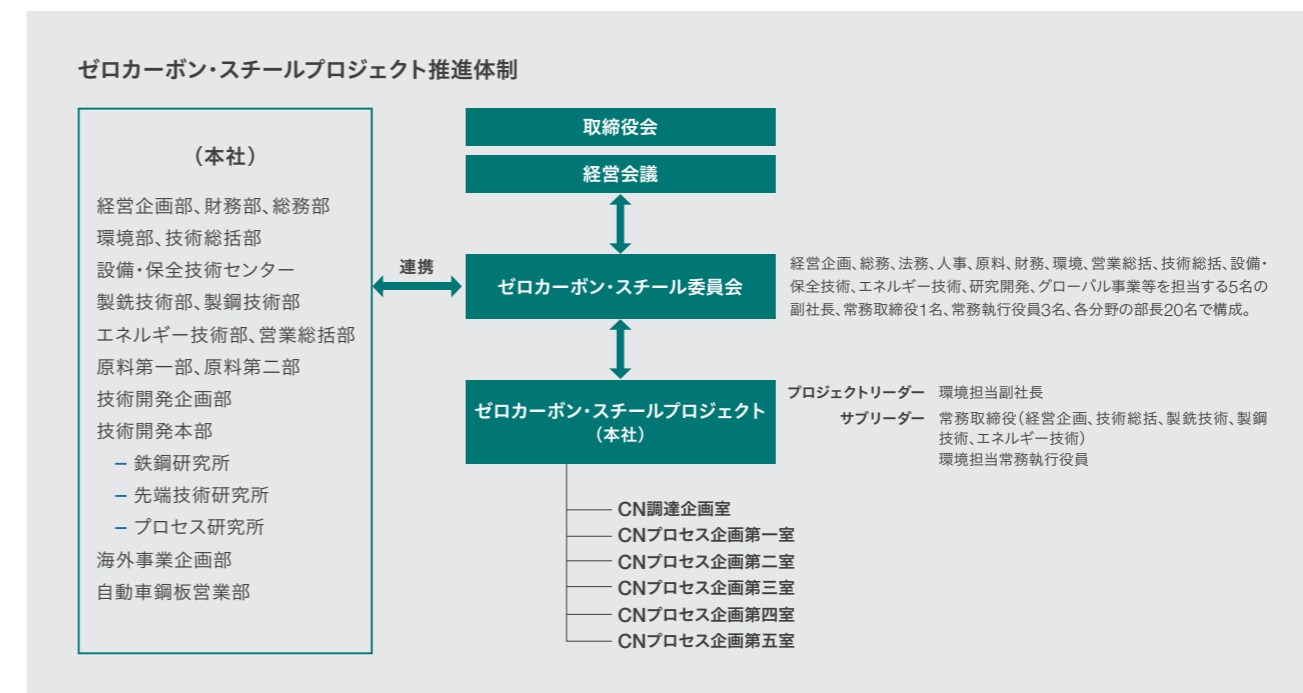 ゼロカーボン・スチールプロジェクト推進体制
（本社）
経営企画部、財務部、総務部
環境部、技術総括部
設備・保全技術センター
製銑技術部、製鋼技術部
エネルギー技術部、営業総括部
原料第一部、原料第二部
技術開発企画部
技術開発本部
− 鉄鋼研究所
− 先端技術研究所
− プロセス研究所
海外事業企画部
自動車鋼板営業部
連携
取締役会
経営会議
ゼロカーボン・スチール委員会
経営企画、総務、法務、人事、原料、財務、環境、営業総括、技術総括、設備・
保全技術、エネルギー技術、研究開発、グローバル事業等を担当する5名の
副社長、常務取締役1名、常務執行役員3名、各分野の部長20名で構成。
ゼロカーボン・スチールプロジェクト
（本社）
プロジェクトリーダー 環境担当副社長
サブリーダー 常務取締役（経営企画、技術総括、製銑技術、製鋼
技術、エネルギー技術）
環境担当常務執行役員
CN調達企画室
CNプロセス企画第一室
CNプロセス企画第二室
CNプロセス企画第三室
CNプロセス企画第四室
CNプロセス企画第五室